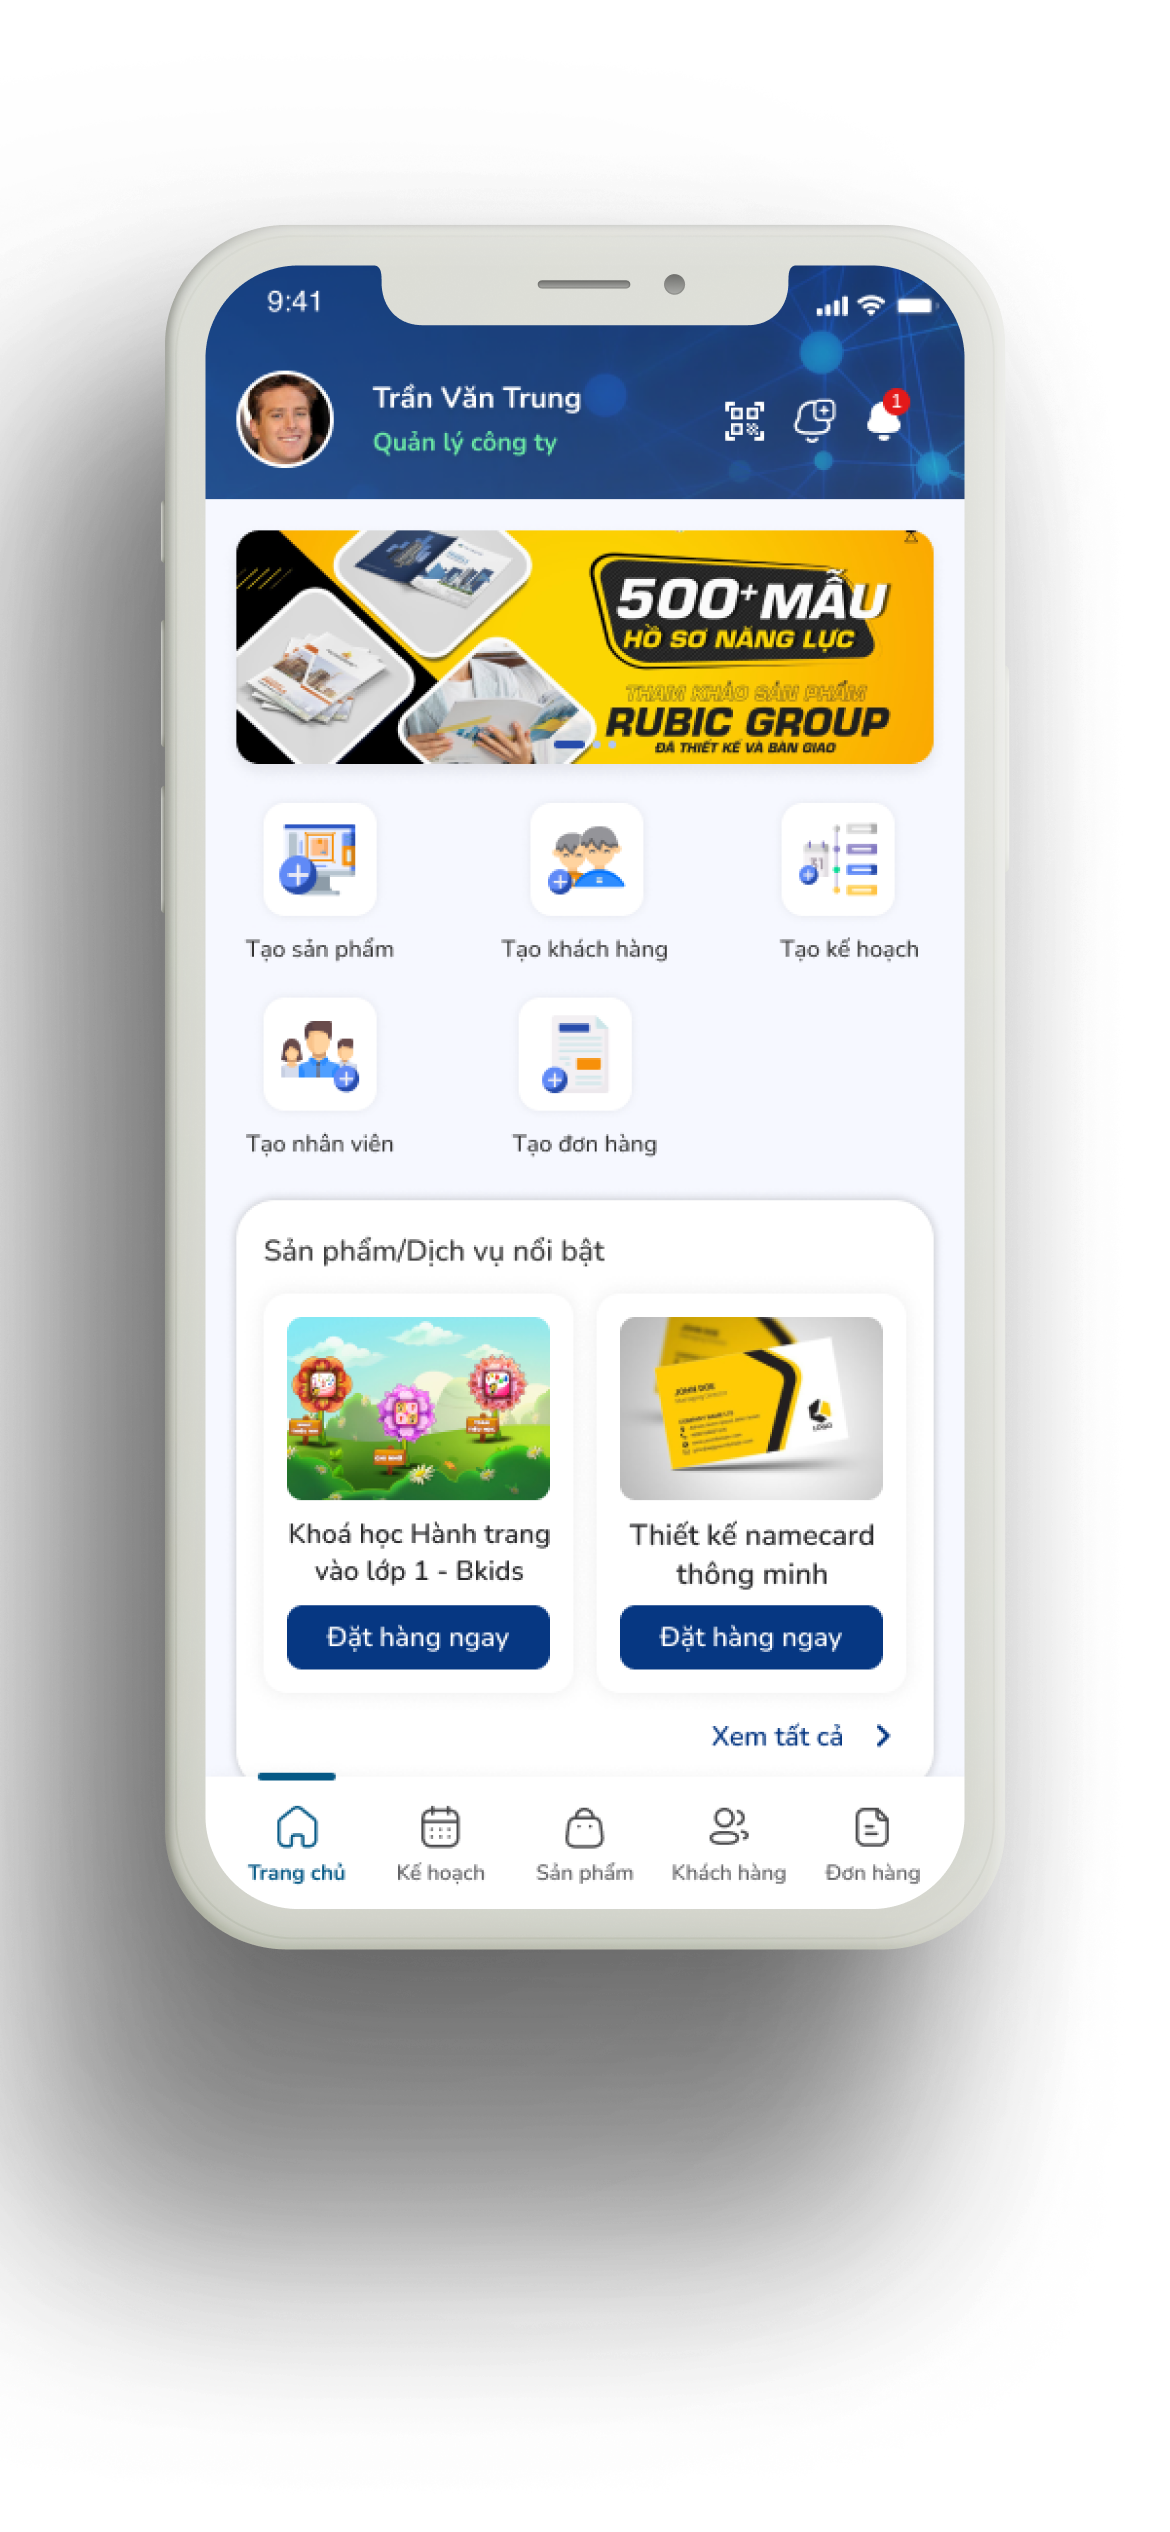 9:41
Trần Văn Trung
Quản lý công ty
1
500+ MẪU
HỒ SƠ NĂNG LỰC
THAM KHẢO SẢN PHẨM
RUBIC GROUP
ĐÃ THIẾT KẾ VÀ BÀN GIAO
Tạo sản phẩm
Tạo khách hàng
31
Tạo kế hoạch
Tạo nhân viên
Tạo đơn hàng
Sản phẩm/Dịch vụ nổi bật
JOHN DOE
LOGO
Khoá học Hành trang
vào lớp 1 - Bkids
Thiết kế namecard
thông minh
Đặt hàng ngay
Đặt hàng ngay
Xem tất cả
Trang chủ
Kế hoạch
Sản phẩm
Khách hàng
Đơn hàng